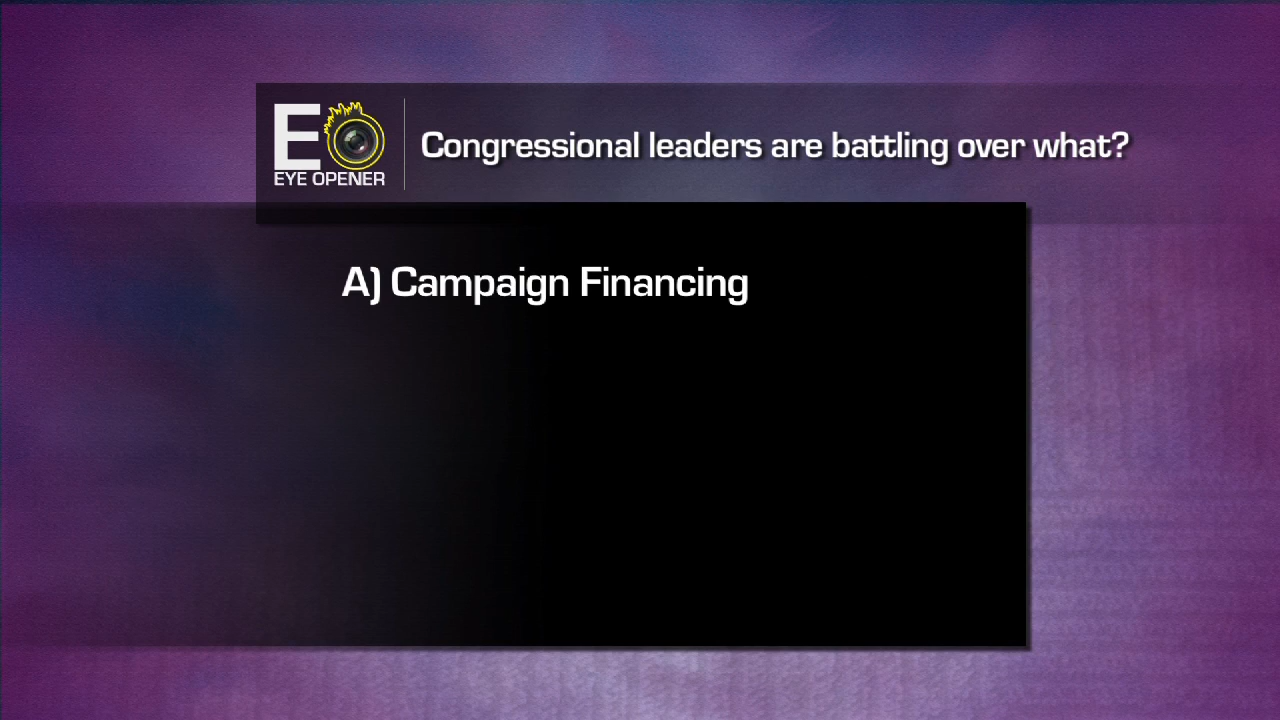 E
EYE OPENER
Congressional leaders are battling over what?
A) Campaign Financing